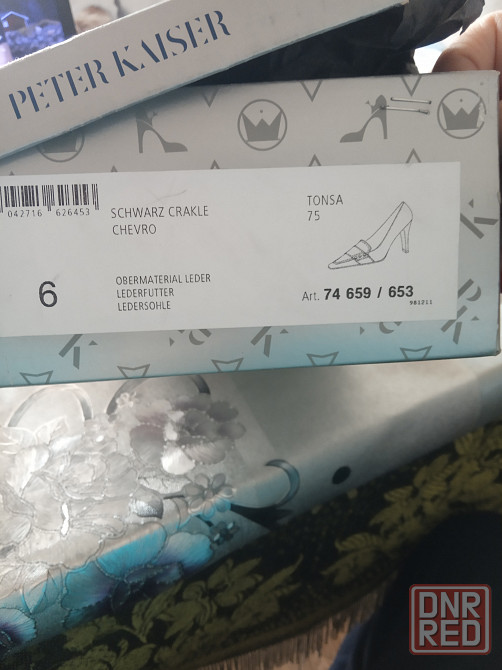 PETER KAISER
042716 626453
SCHWARZ CRAKLE
CHEVRO
TONSA
75
6
OBERMATERIAL LEDER
LEDERFUTTER
LEDERSOHLE
Art. 74 659 / 653
981211
DNR
RED